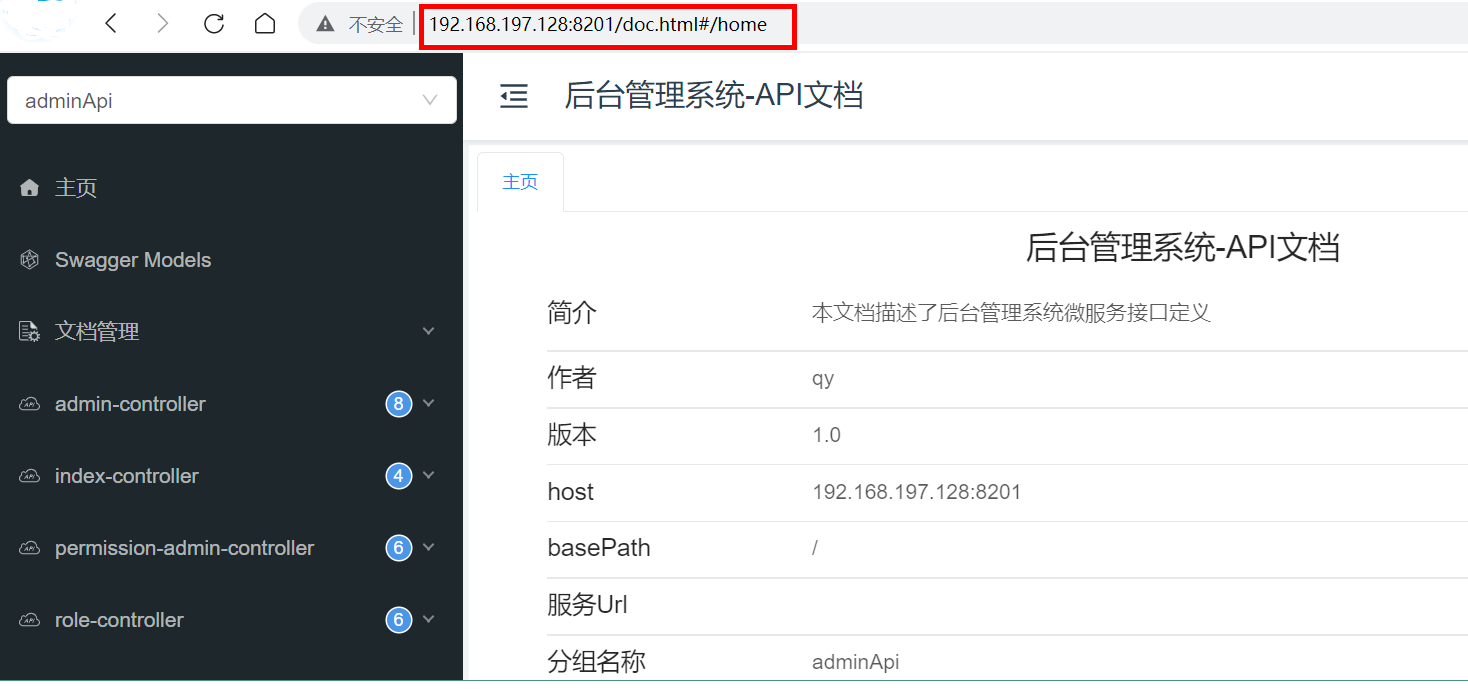 不安全 192.168.197.128:8201/doc.html#/home
adminApi
后台管理系统-API文档
主页
Swagger Models
文档管理
admin-controller 8
index-controller 4
permission-admin-controller 6
role-controller 6
主页
后台管理系统-API文档
简介 本文档描述了后台管理系统微服务接口定义
作者 qy
版本 1.0
host 192.168.197.128:8201
basePath /
服务Url
分组名称 adminApi